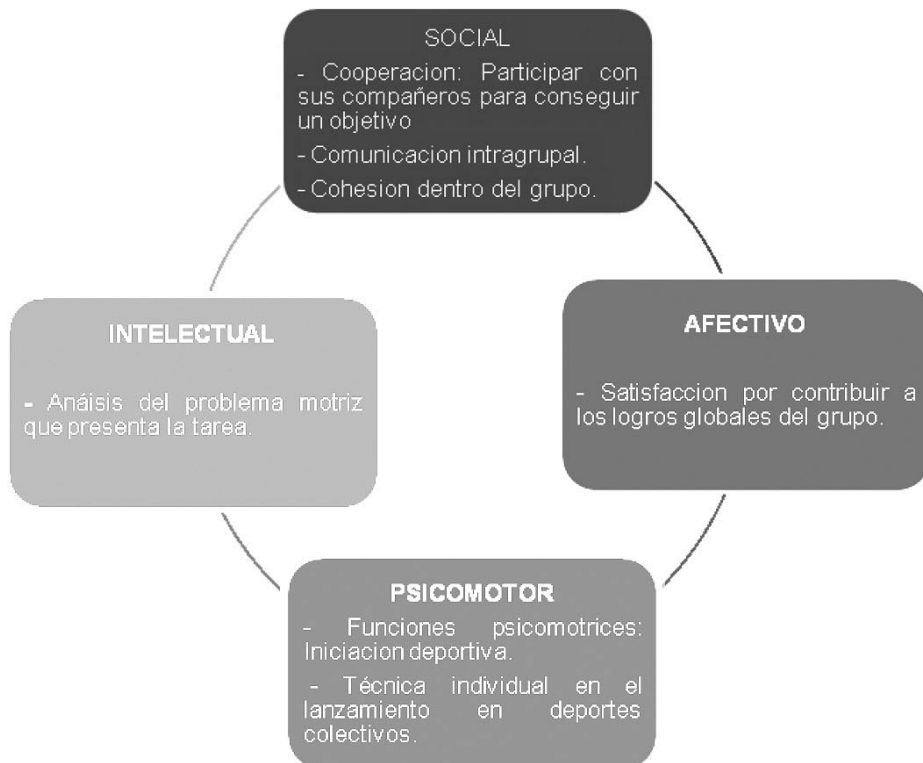 SOCIAL
- Cooperacion: Participar con
sus compañeros para conseguir
un objetivo
- Comunicacion intragrupal.
- Cohesion dentro del grupo.
INTELECTUAL
- Anáisis del problema motriz
que presenta la tarea.
AFECTIVO
- Satisfaccion por contribuir a
los logros globales del grupo.
PSICOMOTOR
- Funciones psicomotrices:
Iniciacion deportiva.
- Técnica individual en el
lanzamiento en deportes
colectivos.